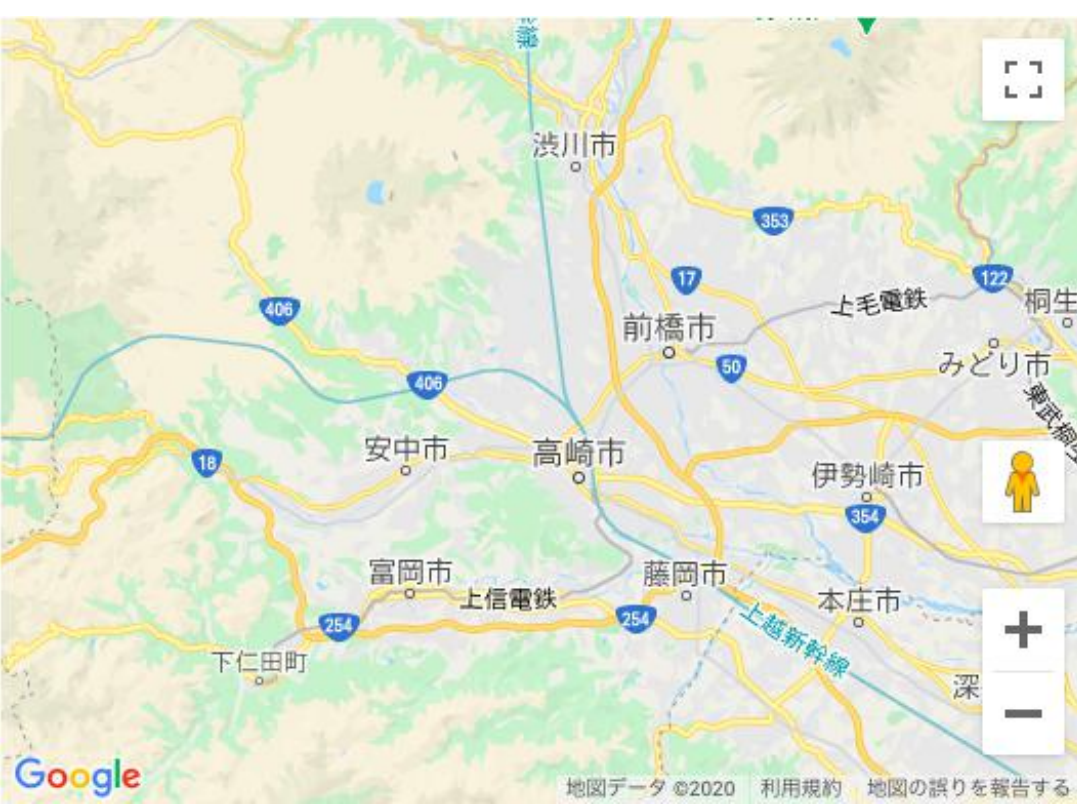 渋川市
353
17
122
406
上毛電鉄
桐生
前橋市
50
みどり市
406
東武桐
安中市
高崎市
18
伊勢崎市
354
富岡市
藤岡市
上信電鉄
本庄市
254
254
上越新幹線
下仁田町
深
Google
地図データ ©2020 利用規約 地図の誤りを報告する